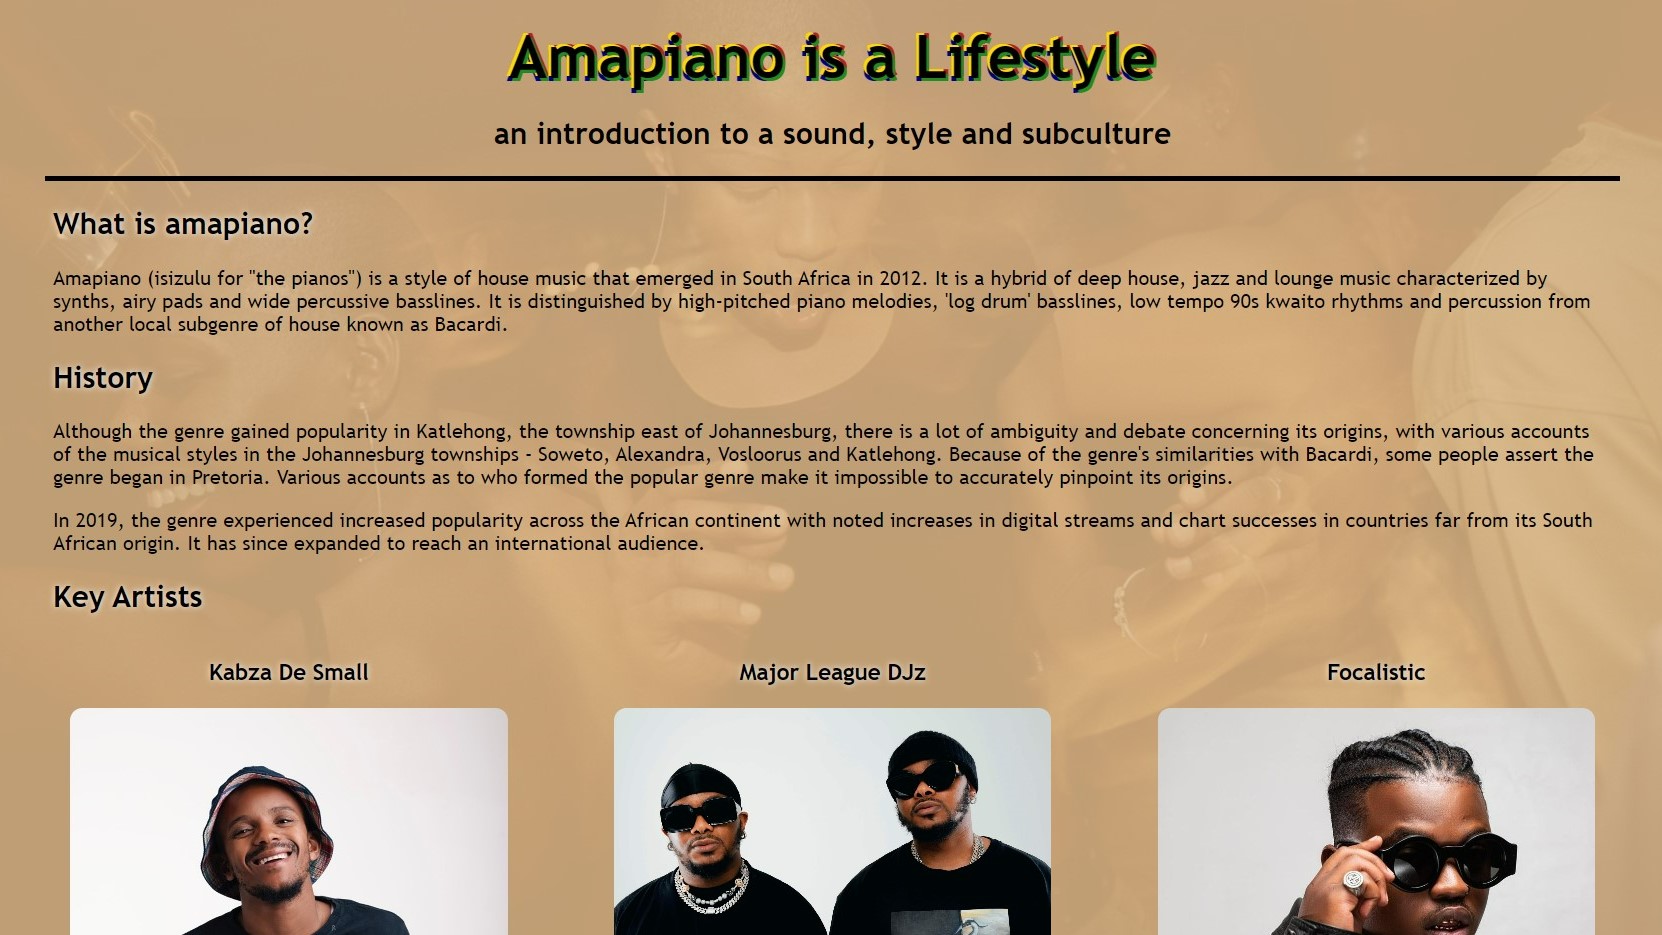 Amapiano is a Lifestyle
an introduction to a sound, style and subculture
What is amapiano?
Amapiano (isizulu for "the pianos") is a style of house music that emerged in South Africa in 2012. It is a hybrid of deep house, jazz and lounge music characterized by
synths, airy pads and wide percussive basslines. It is distinguished by high-pitched piano melodies, 'log drum' basslines, low tempo 90s kwaito rhythms and percussion from
another local subgenre of house known as Bacardi.
History
Although the genre gained popularity in Katlehong, the township east of Johannesburg, there is a lot of ambiguity and debate concerning its origins, with various accounts
of the musical styles in the Johannesburg townships - Soweto, Alexandra, Vosloorus and Katlehong. Because of the genre's similarities with Bacardi, some people assert the
genre began in Pretoria. Various accounts as to who formed the popular genre make it impossible to accurately pinpoint its origins.
In 2019, the genre experienced increased popularity across the African continent with noted increases in digital streams and chart successes in countries far from its South
African origin. It has since expanded to reach an international audience.
Key Artists
Kabza De Small
Major League DJz
Focalistic